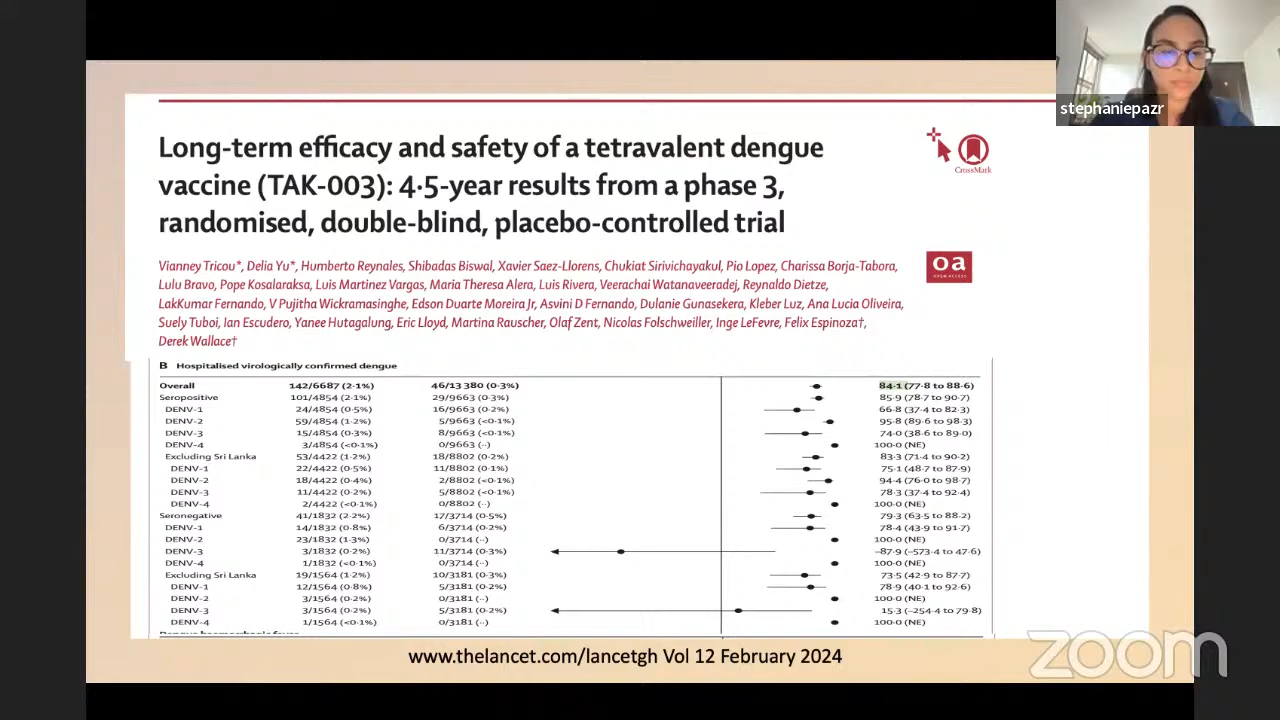 stephaniepazr
Long-term efficacy and safety of a tetravalent dengue
vaccine (TAK-003): 4·5-year results from a phase 3,
randomised, double-blind, placebo-controlled trial
CrossMark
Vianney Tricou*, Delia Yu*, Humberto Reynales, Shibadas Biswal, Xavier Saez-Llorens, Chukiat Sirivichayakul, Pio Lopez, Charissa Borja-Tabora,
Lulu Bravo, Pope Kosalaraksa, Luis Martinez Vargas, Maria Theresa Alera, Luis Rivera, Veerachai Watanaveeradej, Reynaldo Dietze,
LakKumar Fernando, V Pujitha Wickramasinghe, Edson Duarte Moreira Jr, Asvini D Fernando, Dulanie Gunasekera, Kleber Luz, Ana Lucia Oliveira,
Suely Tuboi, Ian Escudero, Yanee Hutagalung, Eric Lloyd, Martina Rauscher, Olaf Zent, Nicolas Folschweiller, Inge LeFevre, Felix Espinoza†,
Derek Wallace†
oa
OPEN ACCESS
B Hospitalised virologically confirmed dengue
Overall 142/6687 (2·1%) 46/13 380 (0·3%) 84·1 (77·8 to 88·6)
Seropositive 101/4854 (2·1%) 29/9663 (0·3%) 85·9 (78·7 to 90·7)
DENV-1 24/4854 (0·5%) 16/9663 (0·2%) 66·8 (37·4 to 82·3)
DENV-2 59/4854 (1·2%) 5/9663 (<0·1%) 95·8 (89·6 to 98·3)
DENV-3 15/4854 (0·3%) 8/9663 (<0·1%) 74·0 (38·6 to 89·0)
DENV-4 3/4854 (<0·1%) 0/9663 (··) 100·0 (NE)
Excluding Sri Lanka 53/4422 (1·2%) 18/8802 (0·2%) 83·3 (71·4 to 90·2)
DENV-1 22/4422 (0·5%) 11/8802 (0·1%) 75·1 (48·7 to 87·9)
DENV-2 18/4422 (0·4%) 2/8802 (<0·1%) 94·4 (76·0 to 98·7)
DENV-3 11/4422 (0·2%) 5/8802 (<0·1%) 78·3 (37·4 to 92·4)
DENV-4 2/4422 (<0·1%) 0/8802 (··) 100·0 (NE)
Seronegative 41/1832 (2·2%) 17/3714 (0·5%) 79·3 (63·5 to 88·2)
DENV-1 14/1832 (0·8%) 6/3714 (0·2%) 78·4 (43·9 to 91·7)
DENV-2 23/1832 (1·3%) 0/3714 (··) 100·0 (NE)
DENV-3 3/1832 (0·2%) 11/3714 (0·3%) –87·9 (–573·4 to 47·6)
DENV-4 1/1832 (<0·1%) 0/3714 (··) 100·0 (NE)
Excluding Sri Lanka 19/1564 (1·2%) 10/3181 (0·3%) 73·5 (42·9 to 87·7)
DENV-1 12/1564 (0·8%) 5/3181 (0·2%) 78·9 (40·1 to 92·6)
DENV-2 3/1564 (0·2%) 0/3181 (··) 100·0 (NE)
DENV-3 3/1564 (0·2%) 5/3181 (0·2%) 15·3 (–254·4 to 79·8)
DENV-4 1/1564 (<0·1%) 0/3181 (··) 100·0 (NE)
www.thelancet.com/lancetgh Vol 12 February 2024
zoom